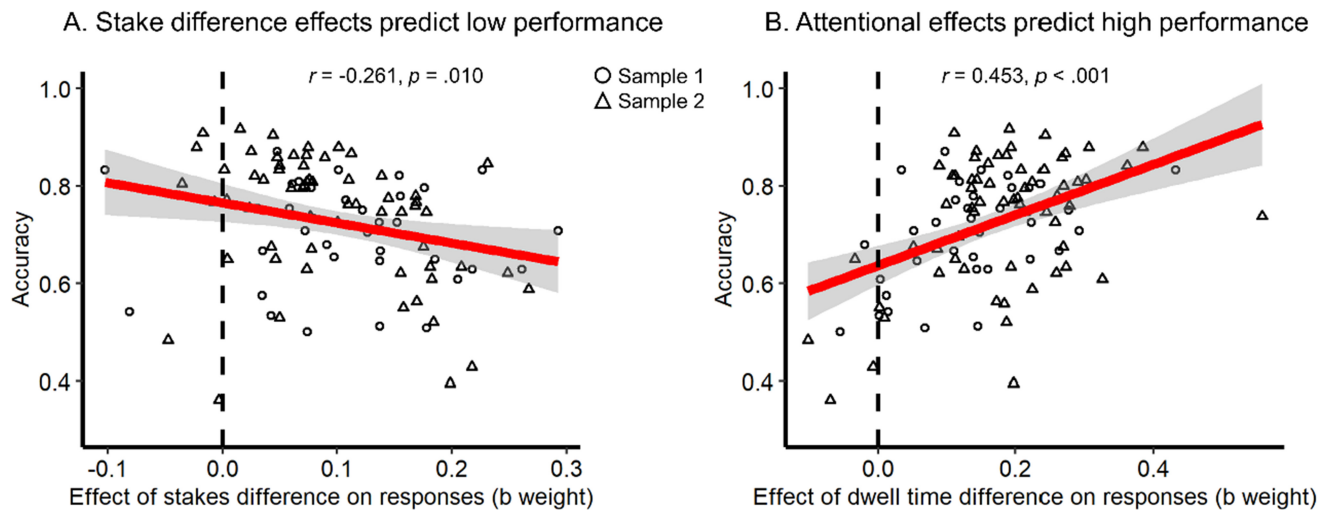 A. Stake difference effects predict low performance
r = -0.261, p = .010
Sample 1
Sample 2
1.0
0.8
0.6
0.4
Accuracy
-0.1 0.0 0.1 0.2 0.3
Effect of stakes difference on responses (b weight)
B. Attentional effects predict high performance
r = 0.453, p < .001
1.0
0.8
0.6
0.4
Accuracy
0.0 0.2 0.4
Effect of dwell time difference on responses (b weight)